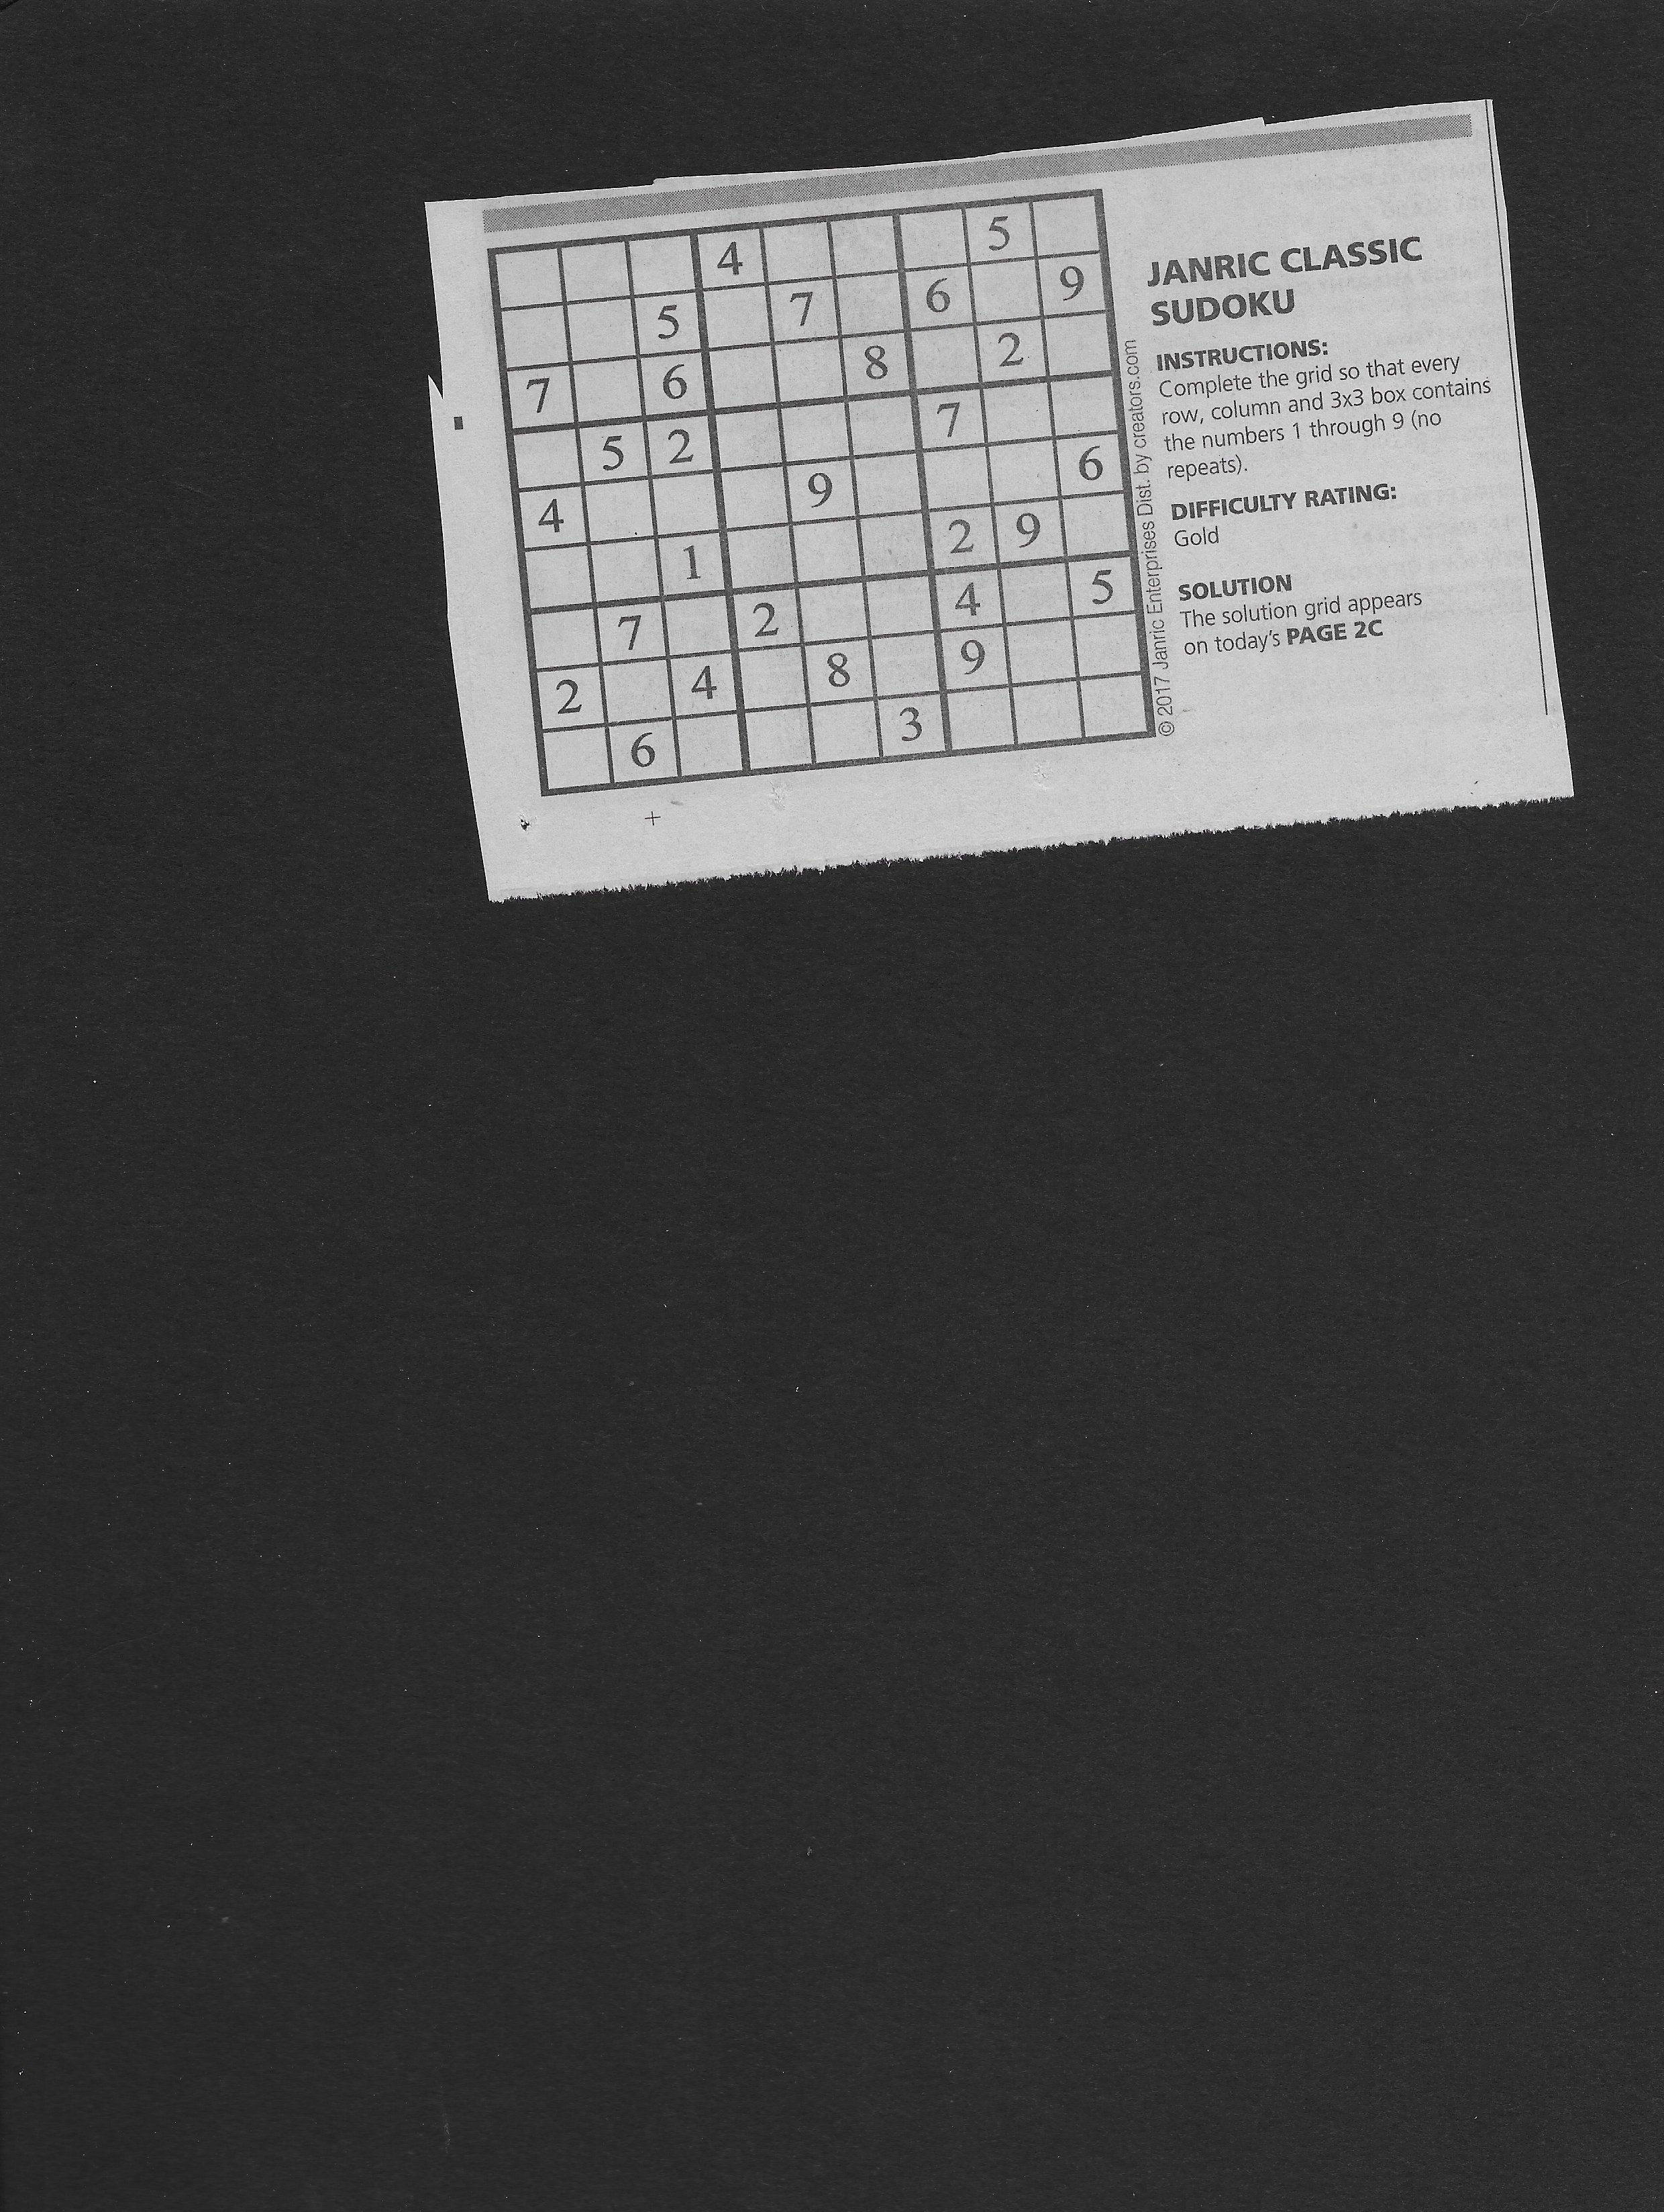 4 5
5 7 6 9
7 6 8 2
5 2 7
4 9 6
1 2 9
7 2 4 5
2 4 8 9
6 3
© 2017 Janric Enterprises Dist. by creators.com
JANRIC CLASSIC
SUDOKU
INSTRUCTIONS:
Complete the grid so that every
row, column and 3x3 box contains
the numbers 1 through 9 (no
repeats).
DIFFICULTY RATING:
Gold
SOLUTION
The solution grid appears
on today's PAGE 2C